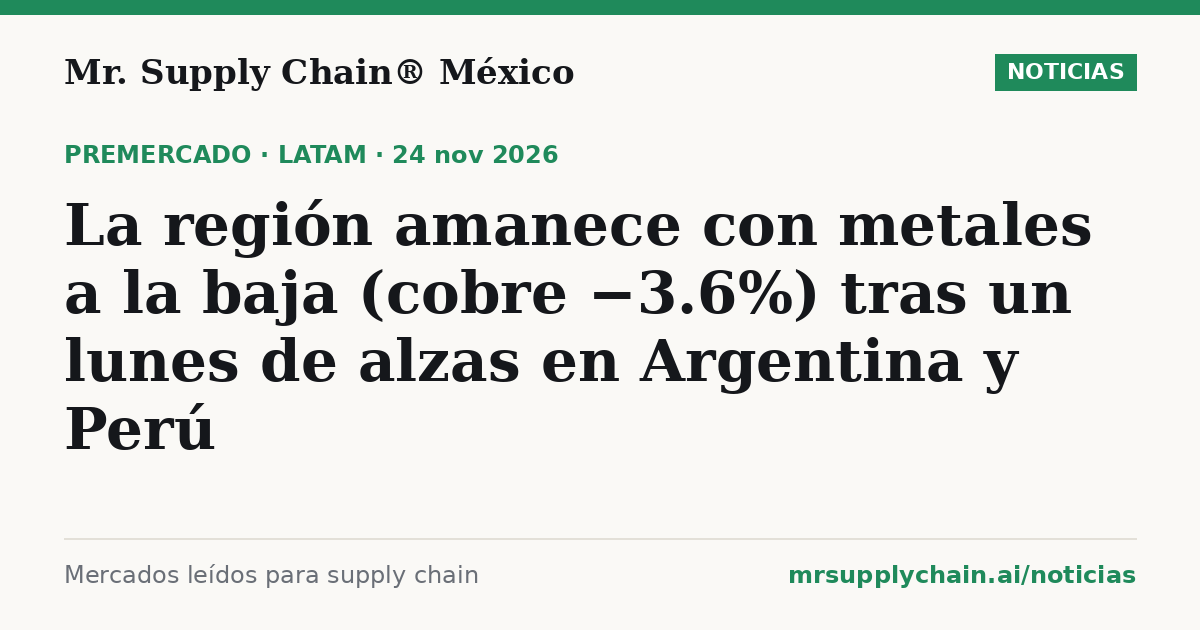 Mr. Supply Chain® México
NOTICIAS
PREMERCADO · LATAM · 24 nov 2026
La región amanece con metales
a la baja (cobre −3.6%) tras un
lunes de alzas en Argentina y
Perú
Mercados leídos para supply chain
mrsupplychain.ai/noticias